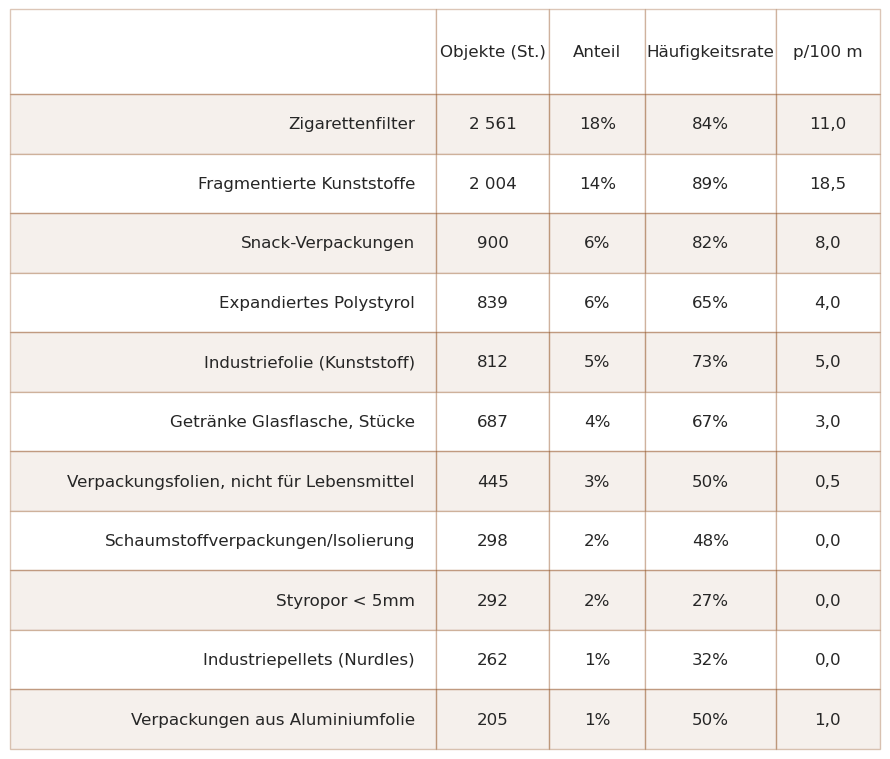 Objekte (St.) Anteil Häufigkeitsrate p/100 m
Zigarettenfilter 2 561 18% 84% 11,0
Fragmentierte Kunststoffe 2 004 14% 89% 18,5
Snack-Verpackungen 900 6% 82% 8,0
Expandiertes Polystyrol 839 6% 65% 4,0
Industriefolie (Kunststoff) 812 5% 73% 5,0
Getränke Glasflasche, Stücke 687 4% 67% 3,0
Verpackungsfolien, nicht für Lebensmittel 445 3% 50% 0,5
Schaumstoffverpackungen/Isolierung 298 2% 48% 0,0
Styropor < 5mm 292 2% 27% 0,0
Industriepellets (Nurdles) 262 1% 32% 0,0
Verpackungen aus Aluminiumfolie 205 1% 50% 1,0